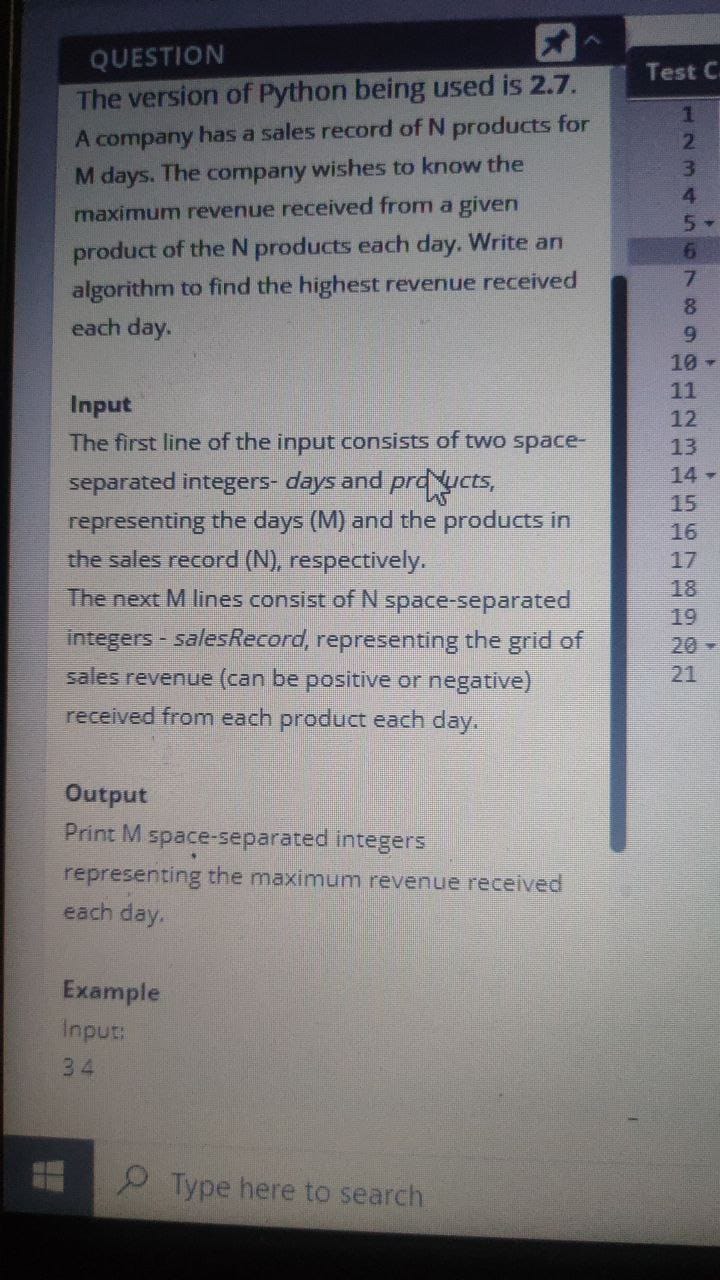 QUESTION
The version of Python being used is 2.7.
A company has a sales record of N products for
M days. The company wishes to know the
maximum revenue received from a given
product of the N products each day. Write an
algorithm to find the highest revenue received
each day.
Input
The first line of the input consists of two space-
separated integers- days and products,
representing the days (M) and the products in
the sales record (N), respectively.
The next M lines consist of N space-separated
integers - salesRecord, representing the grid of
sales revenue (can be positive or negative)
received from each product each day.
Output
Print M space-separated integers
representing the maximum revenue received
each day.
Example
Input:
3 4
Test C
1
2
3
4
5
6
7
8
9
10
11
12
13
14
15
16
17
18
19
20
21
Type here to search